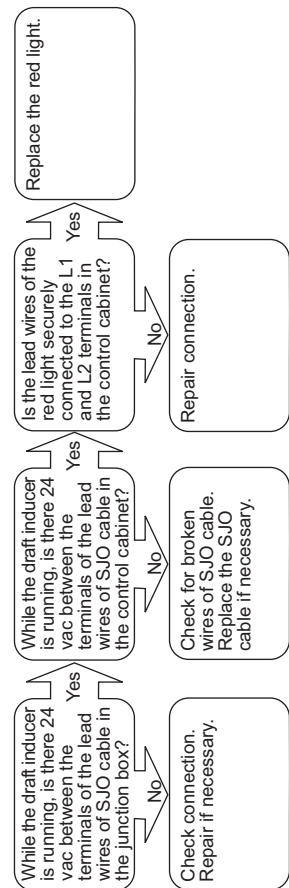 While the draft inducer
is running, is there 24
vac between the
terminals of the lead
wires of SJO cable in
the junction box?
Yes
No
Check connection.
Repair if necessary.
While the draft inducer
is running, is there 24
vac between the
terminals of the lead
wires of SJO cable in
the control cabinet?
Yes
No
Check for broken
wires of SJO cable.
Replace the SJO
cable if necessary.
Is the lead wires of the
red light securely
connected to the L1
and L2 terminals in
the control cabinet?
Yes
No
Repair connection.
Replace the red light.